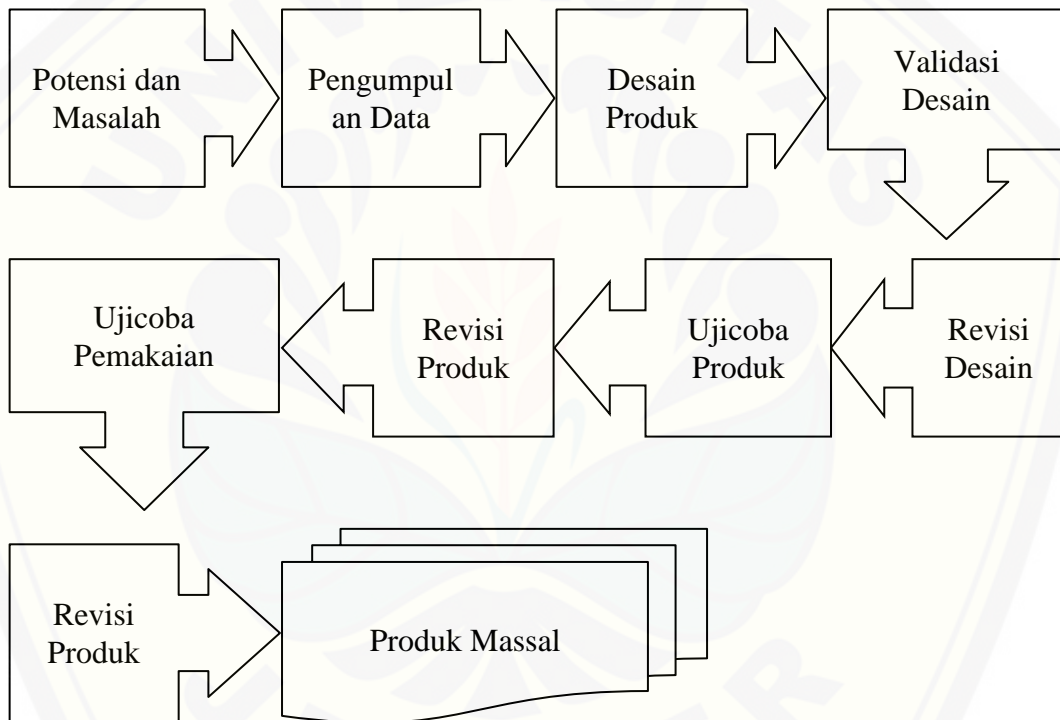 Potensi dan
Masalah
Pengumpul
an Data
Desain
Produk
Validasi
Desain
Revisi
Desain
Ujicoba
Produk
Revisi
Produk
Ujicoba
Pemakaian
Revisi
Produk
Produk Massal